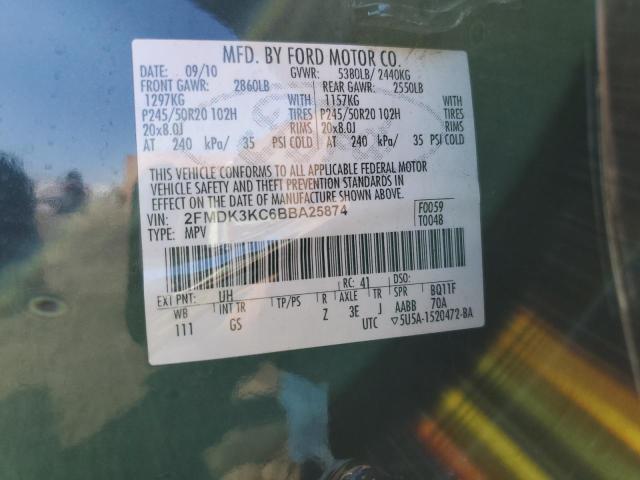 MFD. BY FORD MOTOR CO.
DATE: 09/10 GVWR: 5380LB/ 2440KG
FRONT GAWR: 2860LB REAR GAWR: 2550LB
1297KG WITH 1157KG WITH
P245/50R20 102H TIRES P245/50R20 102H TIRES
20x8.0J RIMS 20x8.0J RIMS
AT 240 kPa/ 35 PSI COLD AT 240 kPa/ 35 PSI COLD
THIS VEHICLE CONFORMS TO ALL APPLICABLE FEDERAL MOTOR
VEHICLE SAFETY AND THEFT PREVENTION STANDARDS IN
EFFECT ON THE DATE OF MANUFACTURE SHOWN ABOVE.
VIN: 2FMDK3KC6BBA25874 F0059
TYPE: MPV T0048
RC: 41 DSO:
EXT PNT: UH
WB INT TR TP/PS R AXLE TR SPR BQ11F
111 GS Z 3E J AABB 70A
UTC ▽5U5A-1520472-BA